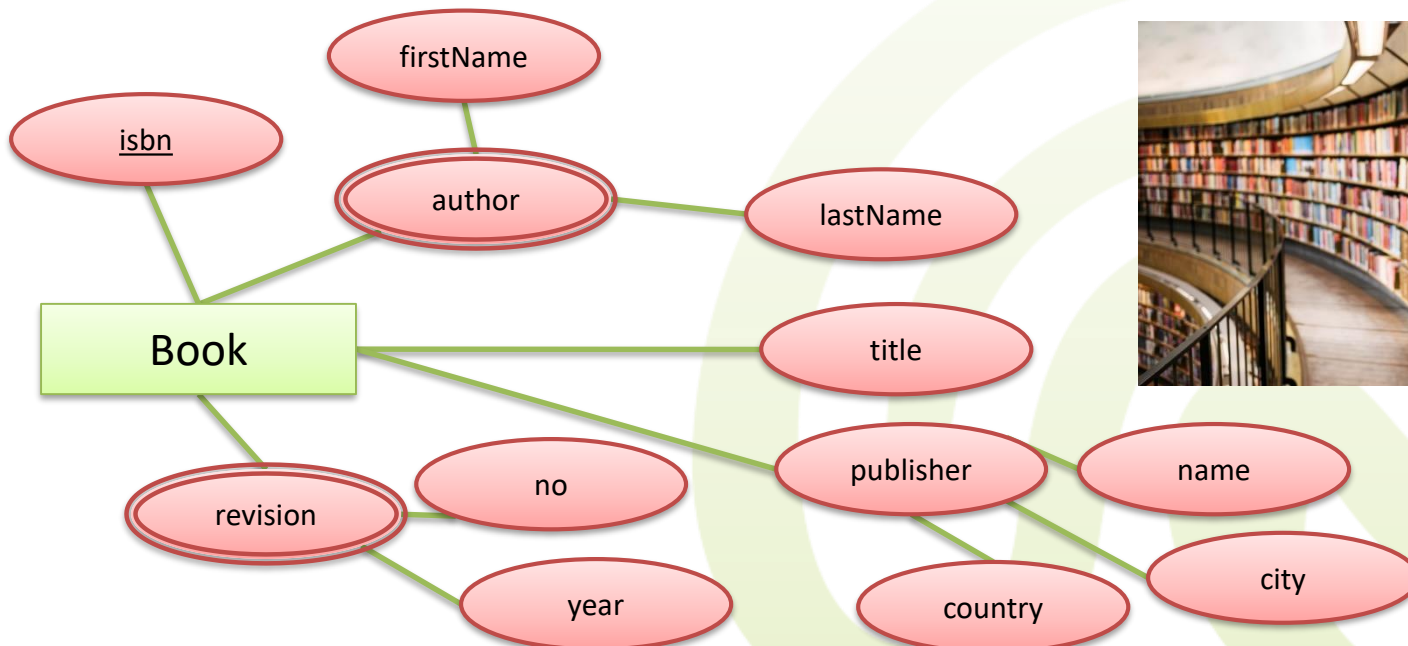 firstName
isbn
author
lastName
Book
title
publisher
name
no
revision
city
year
country